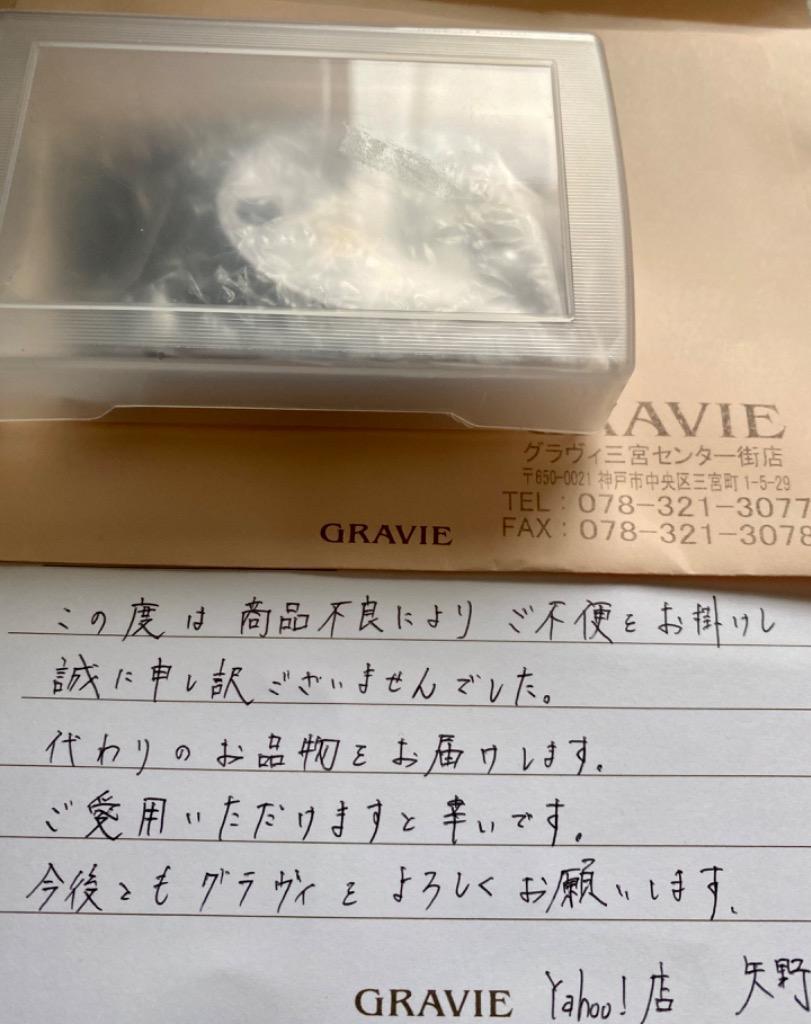 GRAVIE
グラヴィ三宮センター街店
〒650-0021 神戸市中央区三宮町1-5-29
TEL：078-321-3077
FAX：078-321-3078
GRAVIE
この度は商品不良によりご不便をお掛けし
誠に申し訳ございませんでした。
代わりのお品物をお届けします。
ご愛用いただけますと幸いです。
今後ともグラヴィをよろしくお願いします。
GRAVIE Yahoo!店 矢野